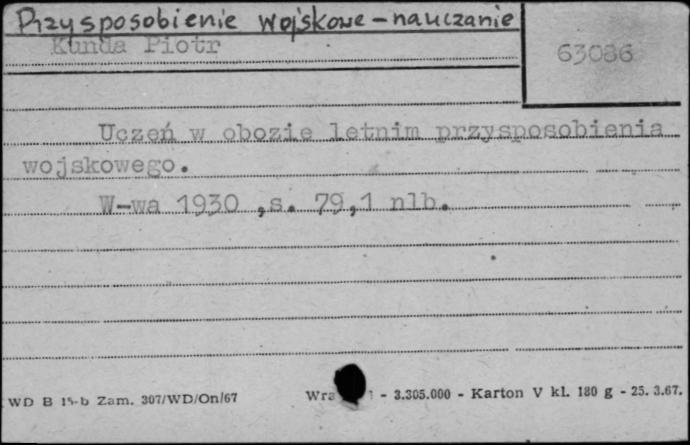 Przysposobienie wojskowe - nauczanie
Kunda Piotr
63086
Uczeń w obozie letnim przysposobienia
wojskowego.
W-wa 1930 ,s. 79,1 nlb.
WD B 15-b Zam. 307/WD/On/67
- 3.305.000 - Karton V kl. 180 g - 25. 3.67.